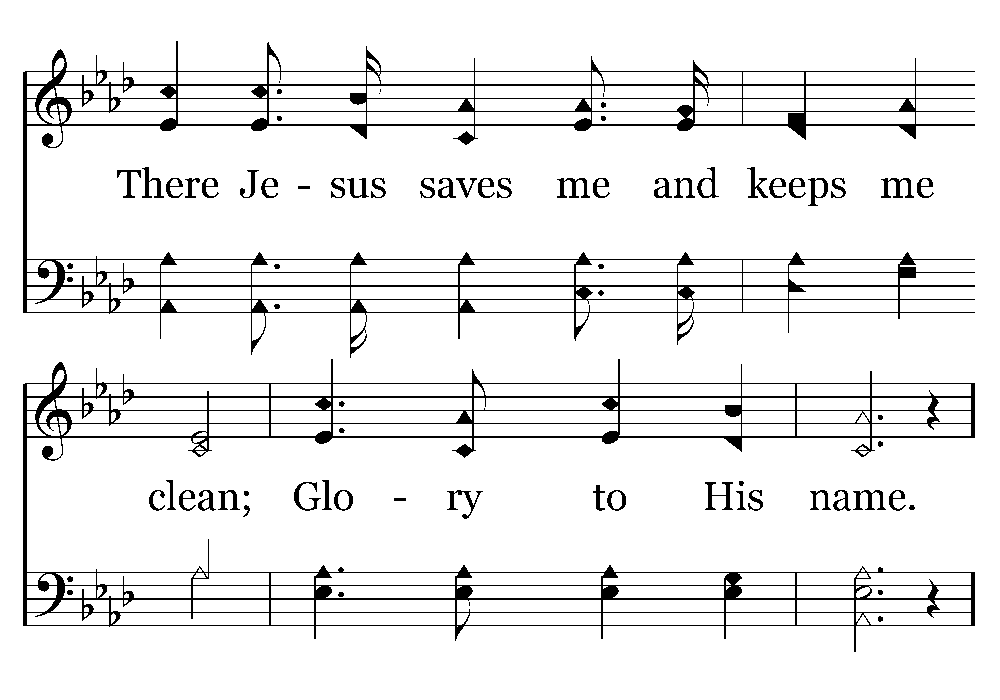 There Je - sus saves me and keeps me
clean; Glo - ry to His name.